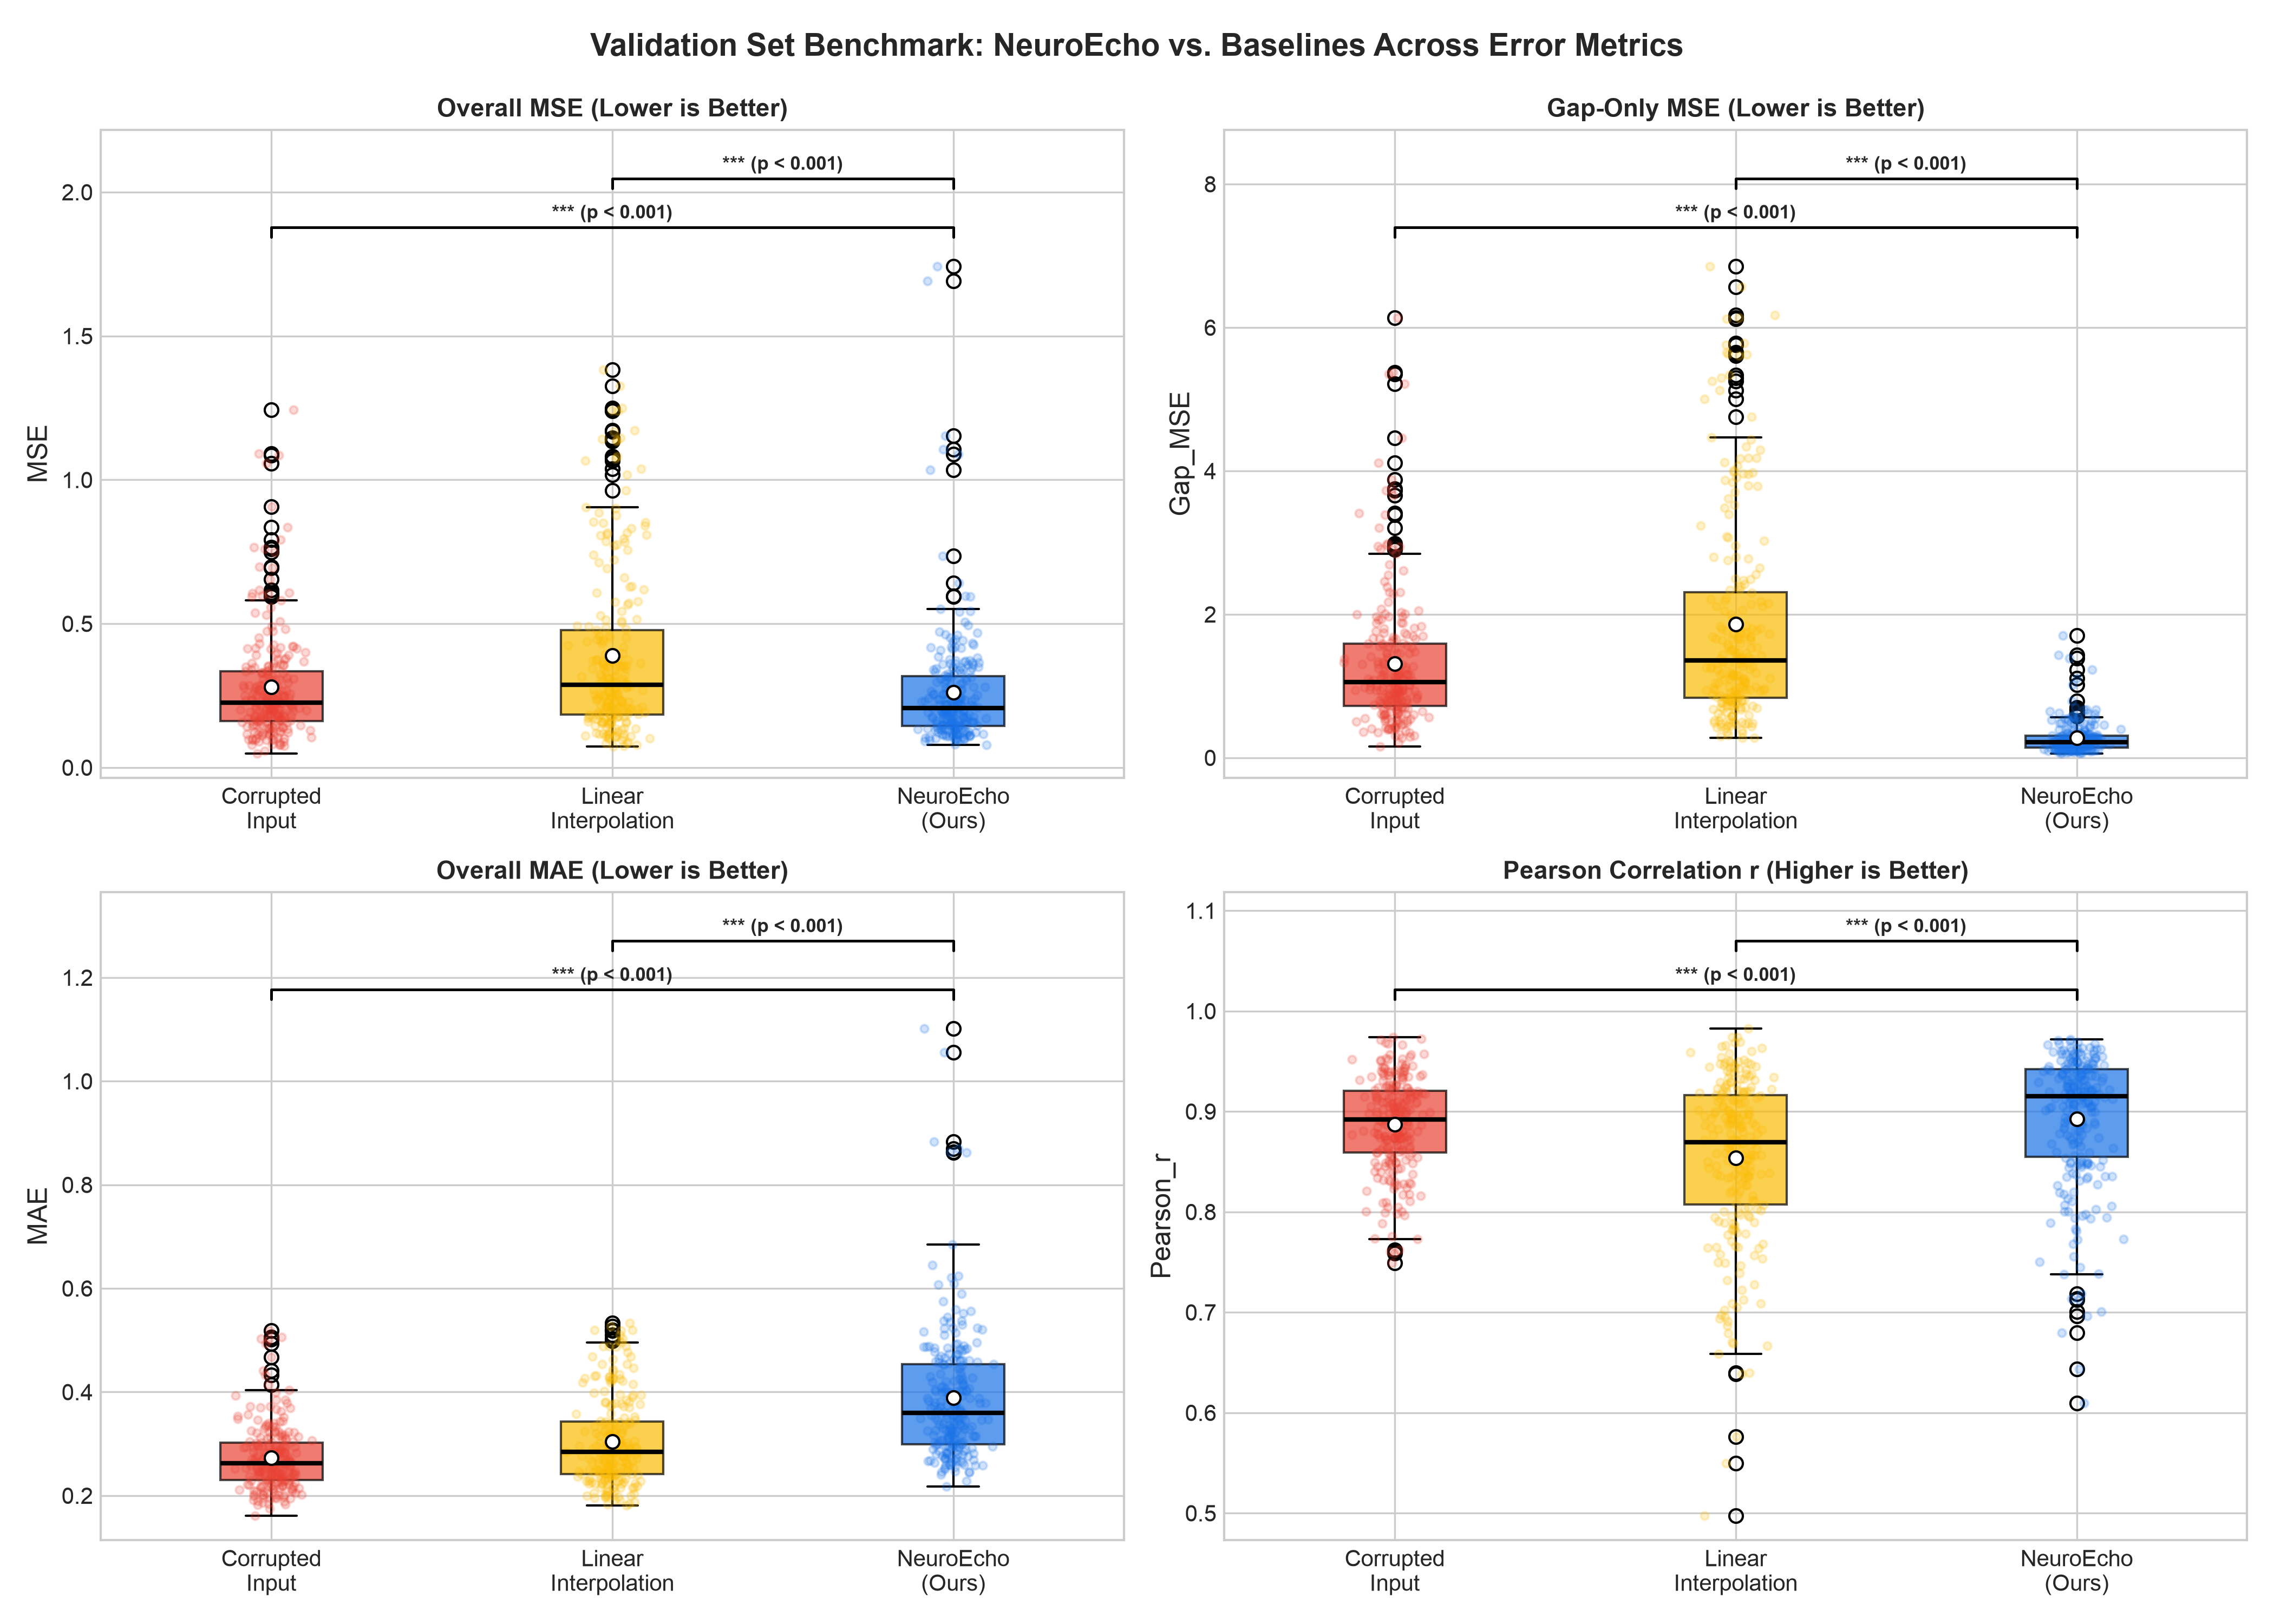 Validation Set Benchmark: NeuroEcho vs. Baselines Across Error Metrics
Overall MSE (Lower is Better)
*** (p < 0.001)
*** (p < 0.001)
MSE
2.0
1.5
1.0
0.5
0.0
Corrupted
Input
Linear
Interpolation
NeuroEcho
(Ours)
Gap-Only MSE (Lower is Better)
*** (p < 0.001)
*** (p < 0.001)
Gap_MSE
8
6
4
2
0
Corrupted
Input
Linear
Interpolation
NeuroEcho
(Ours)
Overall MAE (Lower is Better)
*** (p < 0.001)
*** (p < 0.001)
MAE
1.2
1.0
0.8
0.6
0.4
0.2
Corrupted
Input
Linear
Interpolation
NeuroEcho
(Ours)
Pearson Correlation r (Higher is Better)
*** (p < 0.001)
*** (p < 0.001)
Pearson_r
1.1
1.0
0.9
0.8
0.7
0.6
0.5
Corrupted
Input
Linear
Interpolation
NeuroEcho
(Ours)